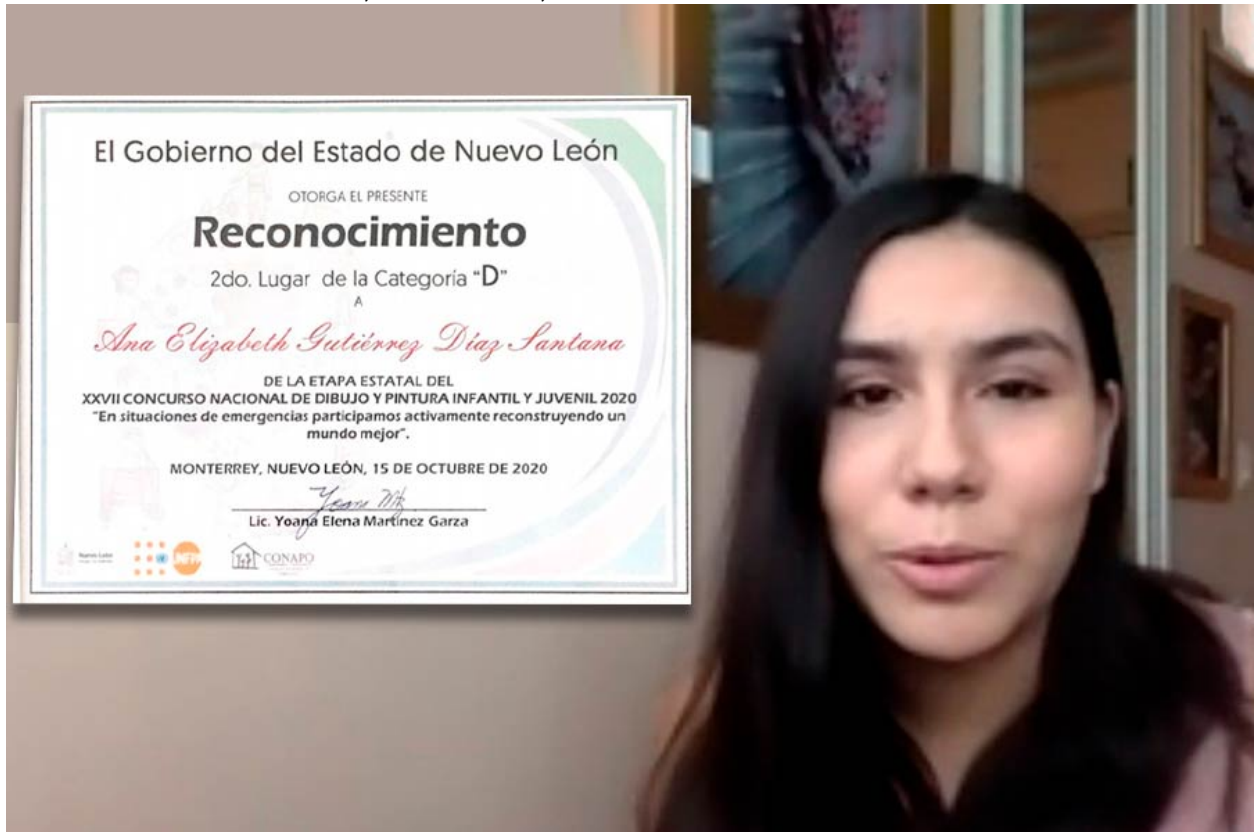 El Gobierno del Estado de Nuevo León
OTORGA EL PRESENTE
Reconocimiento
2do. Lugar de la Categoría "D"
A
Ana Elizabeth Gutiérrez Díaz Santana
DE LA ETAPA ESTATAL DEL
XXVII CONCURSO NACIONAL DE DIBUJO Y PINTURA INFANTIL Y JUVENIL 2020
"En situaciones de emergencias participamos activamente reconstruyendo un
mundo mejor".
MONTERREY, NUEVO LEÓN, 15 DE OCTUBRE DE 2020
Lic. Yoana Elena Martínez Garza
Nuevo León
CONAPO